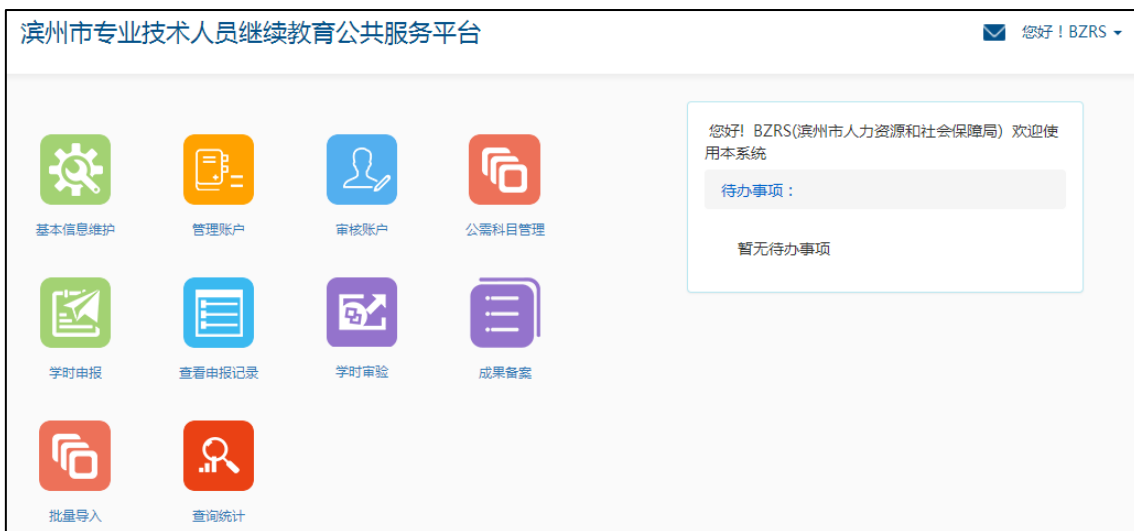 滨州市专业技术人员继续教育公共服务平台
您好！BZRS
您好! BZRS(滨州市人力资源和社会保障局) 欢迎使
用本系统
待办事项：
暂无待办事项
基本信息维护
管理账户
审核账户
公需科目管理
学时申报
查看申报记录
学时审验
成果备案
批量导入
查询统计